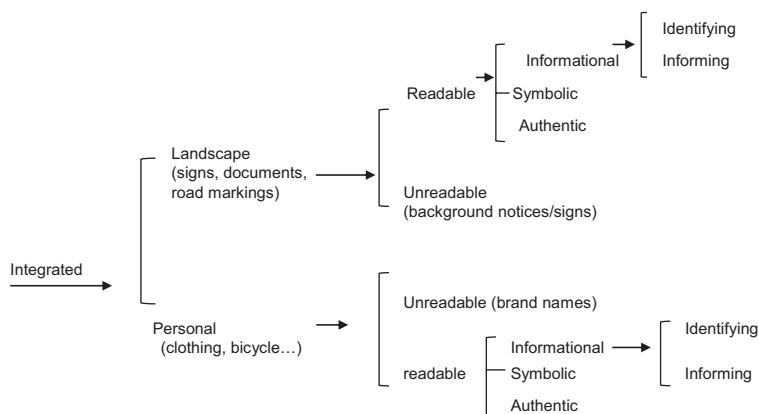 Identifying
Informational
Informing
Readable
Symbolic
Authentic
Landscape
(signs, documents,
road markings)
Unreadable
(background notices/signs)
Integrated
Personal
(clothing, bicycle…)
Unreadable (brand names)
Identifying
Informational
readable
Symbolic
Informing
Authentic